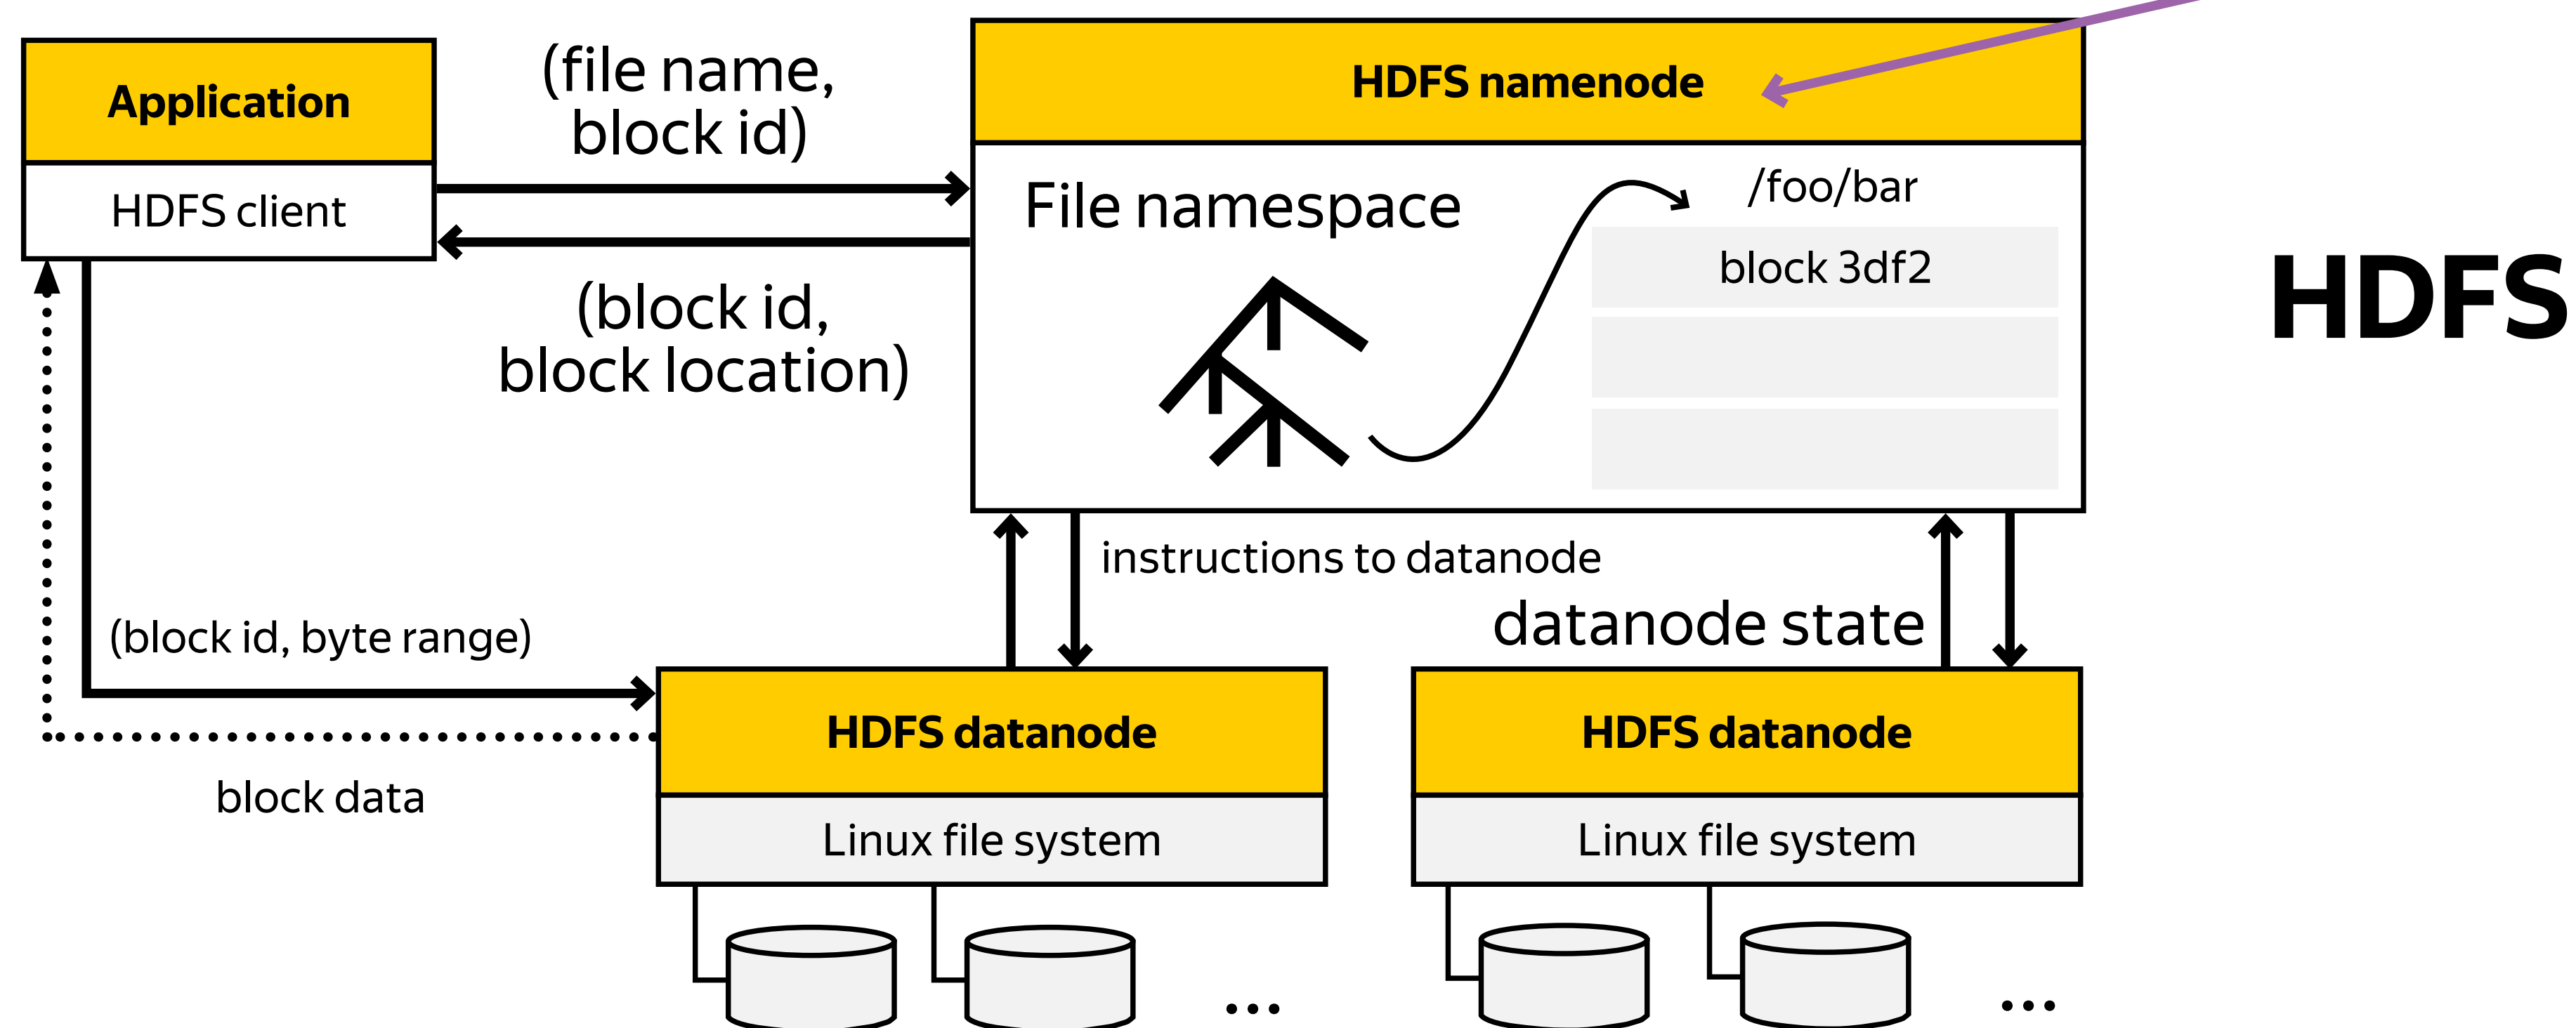 Application
HDFS client
(file name,
block id)
(block id,
block location)
HDFS namenode
File namespace
/foo/bar
block 3df2
HDFS
instructions to datanode
datanode state
(block id, byte range)
block data
HDFS datanode
Linux file system
...
HDFS datanode
Linux file system
...